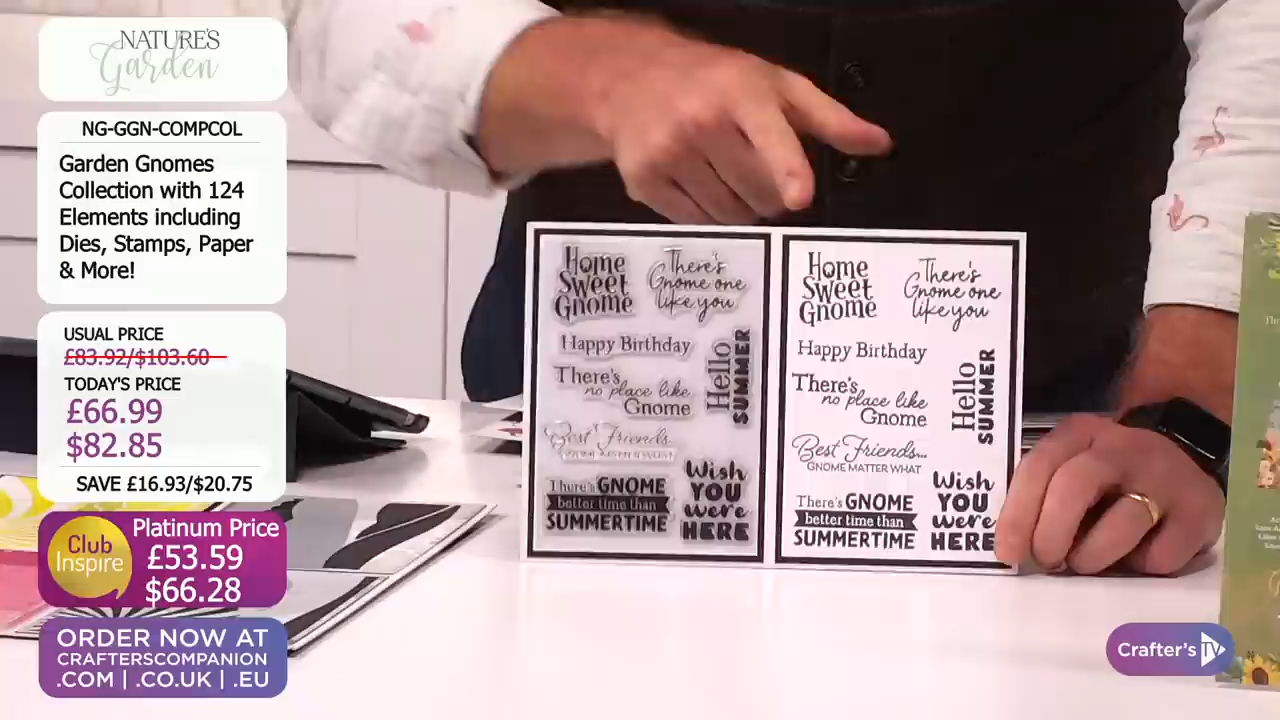 NATURE'S
Garden
NG-GGN-COMPCOL
Garden Gnomes
Collection with 124
Elements including
Dies, Stamps, Paper
& More!
USUAL PRICE
£83.92/$103.60
TODAY'S PRICE
£66.99
$82.85
SAVE £16.93/$20.75
Club
Inspire
Platinum Price
£53.59
$66.28
ORDER NOW AT
CRAFTERSCOMPANION
.COM | .CO.UK | .EU
Home
Sweet
Gnome
There's
Gnome one
like you
Happy Birthday
There's
no place like
Gnome
Hello
SUMMER
Best Friends...
There's GNOME
better time than
SUMMERTIME
Wish
YOU
were
HERE
Home
Sweet
Gnome
There's
Gnome one
like you
Happy Birthday
There's
no place like
Gnome
Hello
SUMMER
Best Friends...
GNOME MATTER WHAT
There's GNOME
better time than
SUMMERTIME
Wish
YOU
were
HERE
Crafter's TV